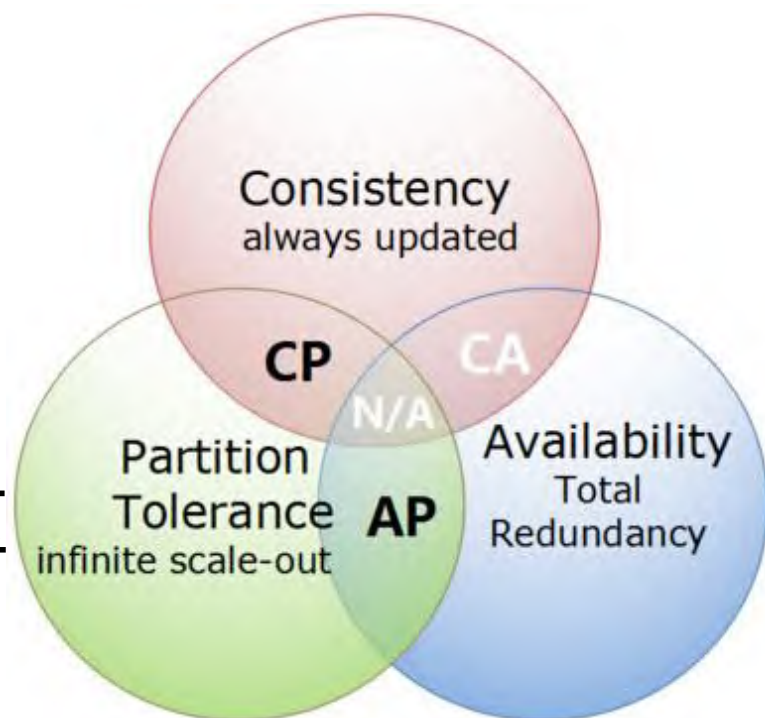 Consistency
always updated
CP
CA
N/A
Partition
Tolerance
infinite scale-out
AP
Availability
Total
Redundancy